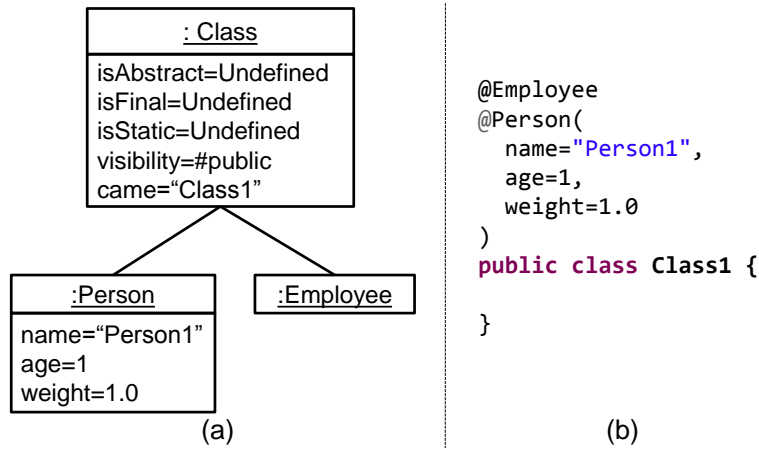 : Class
isAbstract=Undefined
isFinal=Undefined
isStatic=Undefined
visibility=#public
came=“Class1”
:Person
name=“Person1”
age=1
weight=1.0
:Employee
(a)
@Employee
@Person(
name="Person1",
age=1,
weight=1.0
)
public class Class1 {
}
(b)